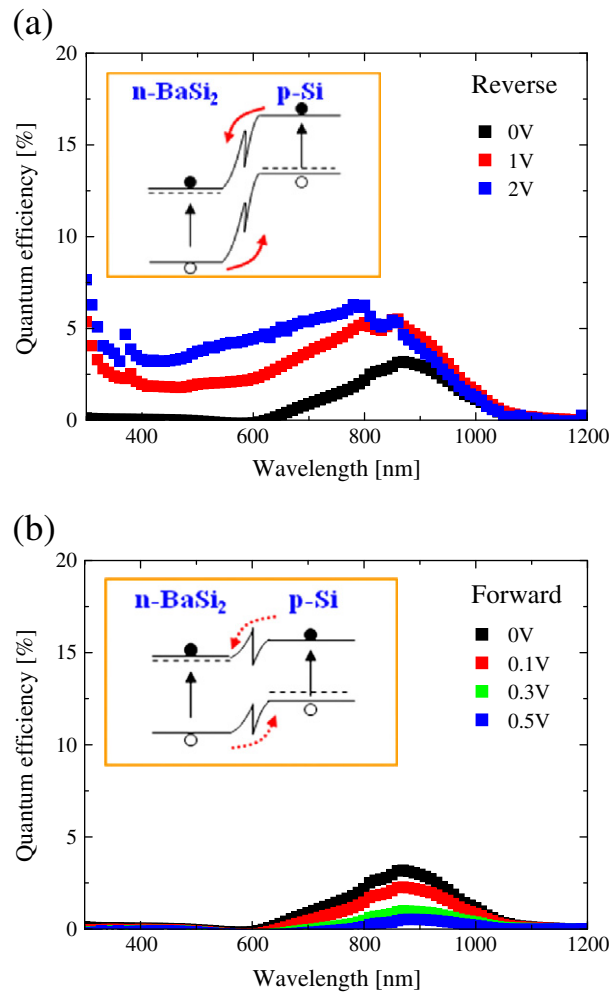 (a)
20
15
10
5
0
Quantum efficiency [%]
n-BaSi₂ p-Si
Reverse
0V
1V
2V
400 600 800 1000 1200
Wavelength [nm]
(b)
20
15
10
5
0
Quantum efficiency [%]
n-BaSi₂ p-Si
Forward
0V
0.1V
0.3V
0.5V
400 600 800 1000 1200
Wavelength [nm]